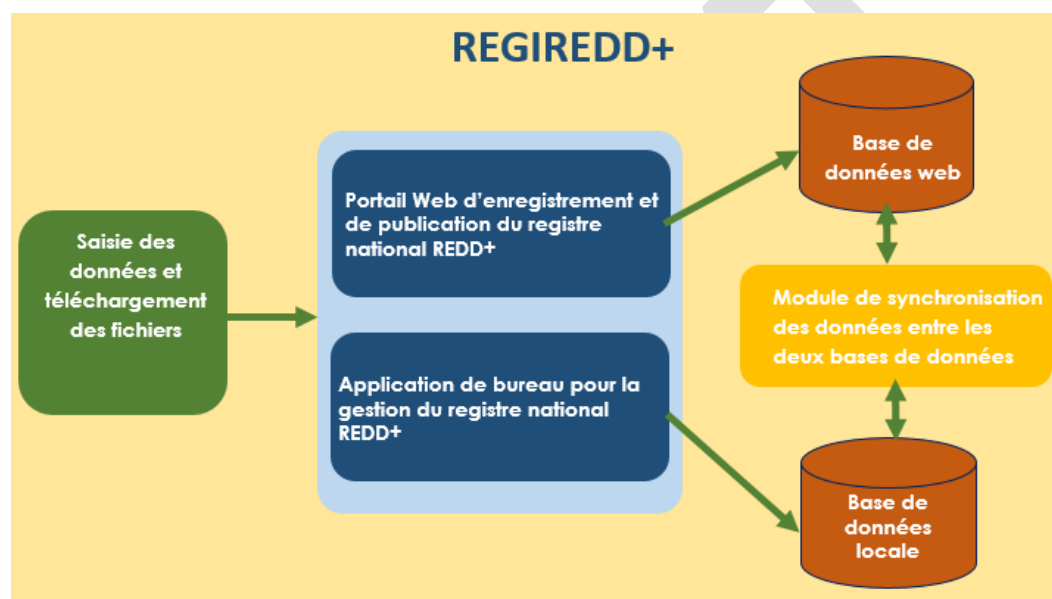 REGIREDD+
Saisie des
données et
téléchargement
des fichiers
Portail Web d’enregistrement et
de publication du registre
national REDD+
Application de bureau pour la
gestion du registre national
REDD+
Base de
données web
Module de synchronisation
des données entre les
deux bases de données
Base de
données
locale